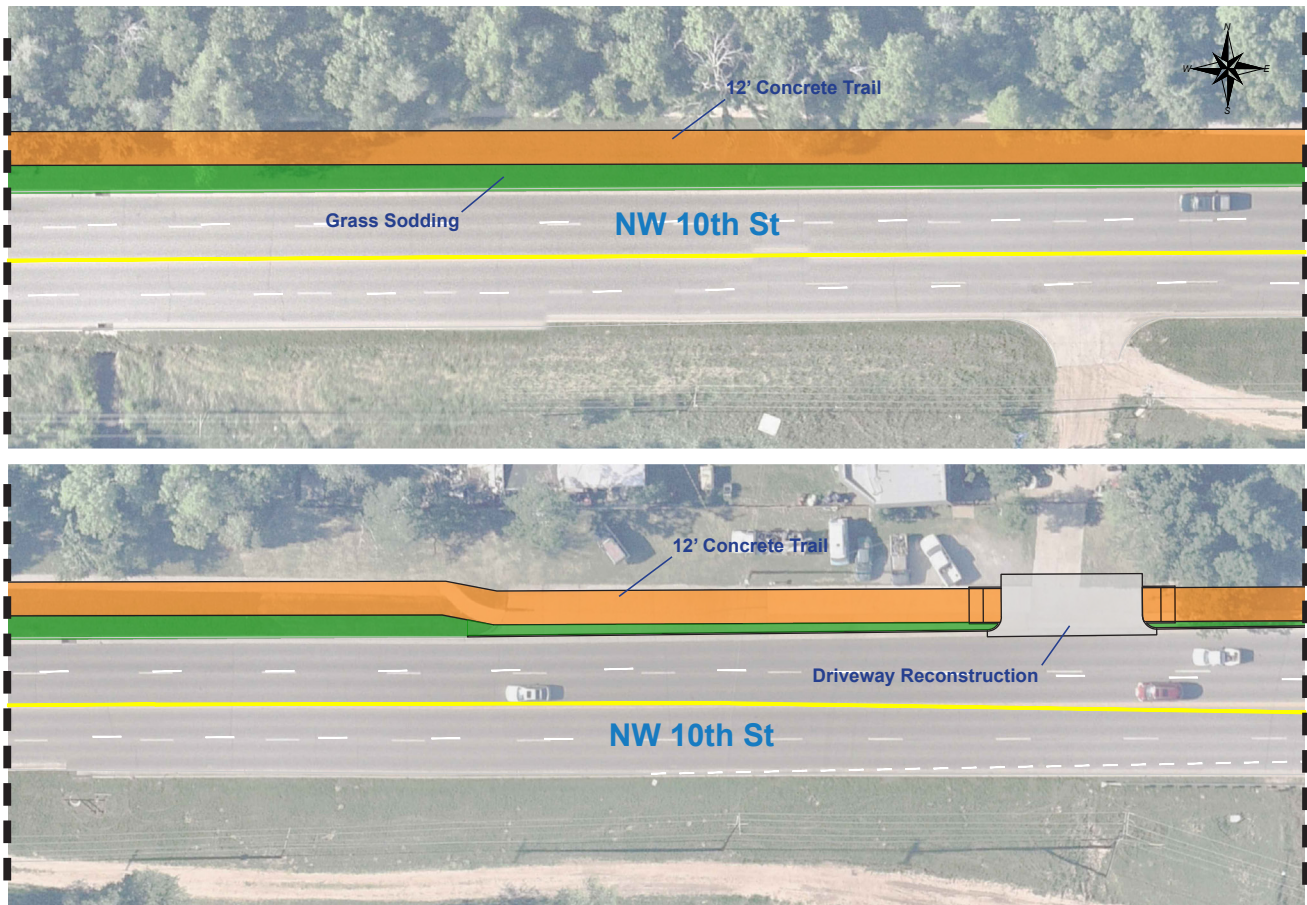 N
W
E
S
12' Concrete Trail
Grass Sodding
NW 10th St
12' Concrete Trail
Driveway Reconstruction
NW 10th St